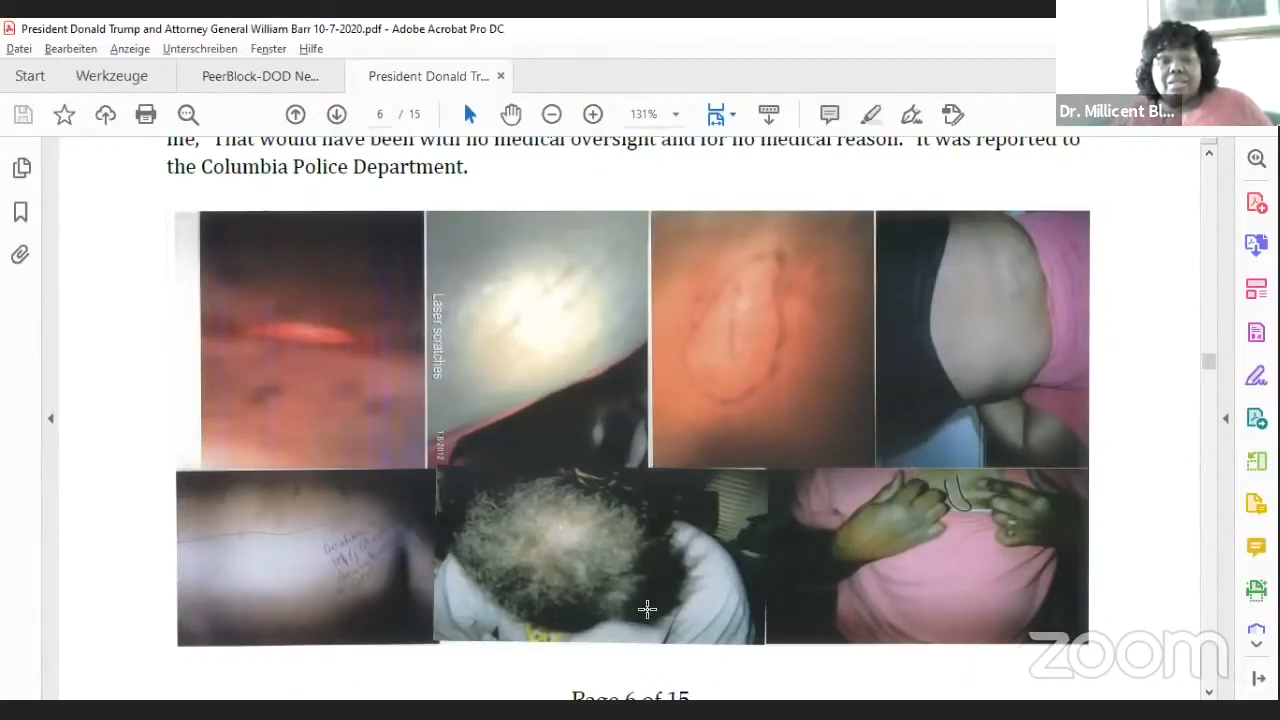 President Donald Trump and Attorney General William Barr 10-7-2020.pdf - Adobe Acrobat Pro DC
Datei Bearbeiten Anzeige Unterschreiben Fenster Hilfe
Start Werkzeuge PeerBlock-DOD Ne... President Donald Tr... ×
6 / 15 131%
Dr. Millicent Bl...
me," That would have been with no medical oversight and for no medical reason. It was reported to
the Columbia Police Department.
Laser scratches
1.8/2012
zoom
Page 6 of 15